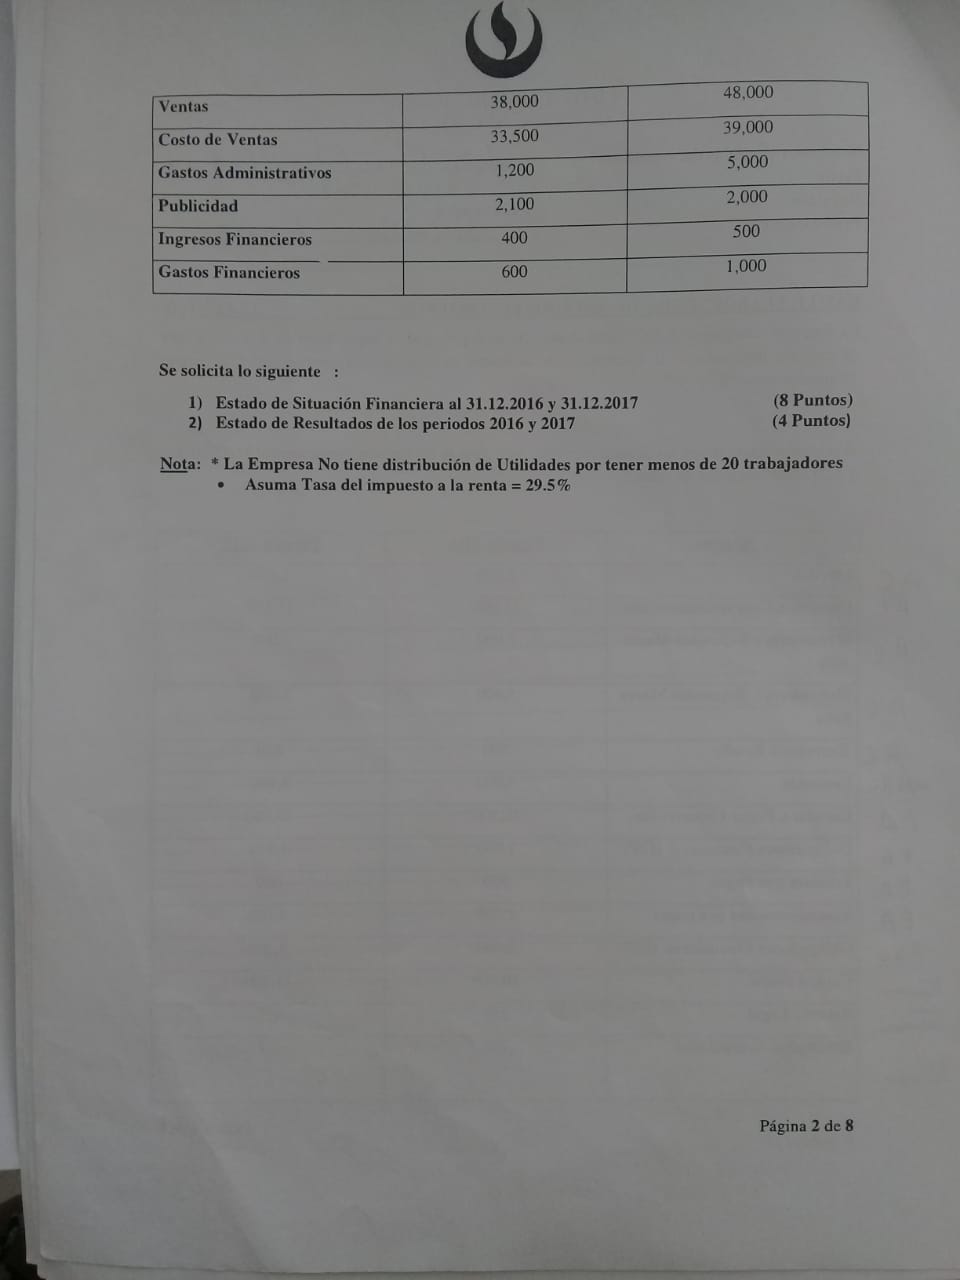 Ventas 38,000 48,000
Costo de Ventas 33,500 39,000
Gastos Administrativos 1,200 5,000
Publicidad 2,100 2,000
Ingresos Financieros 400 500
Gastos Financieros 600 1,000
Se solicita lo siguiente :
1) Estado de Situación Financiera al 31.12.2016 y 31.12.2017 (8 Puntos)
2) Estado de Resultados de los periodos 2016 y 2017 (4 Puntos)
Nota: * La Empresa No tiene distribución de Utilidades por tener menos de 20 trabajadores
• Asuma Tasa del impuesto a la renta = 29.5%
Página 2 de 8